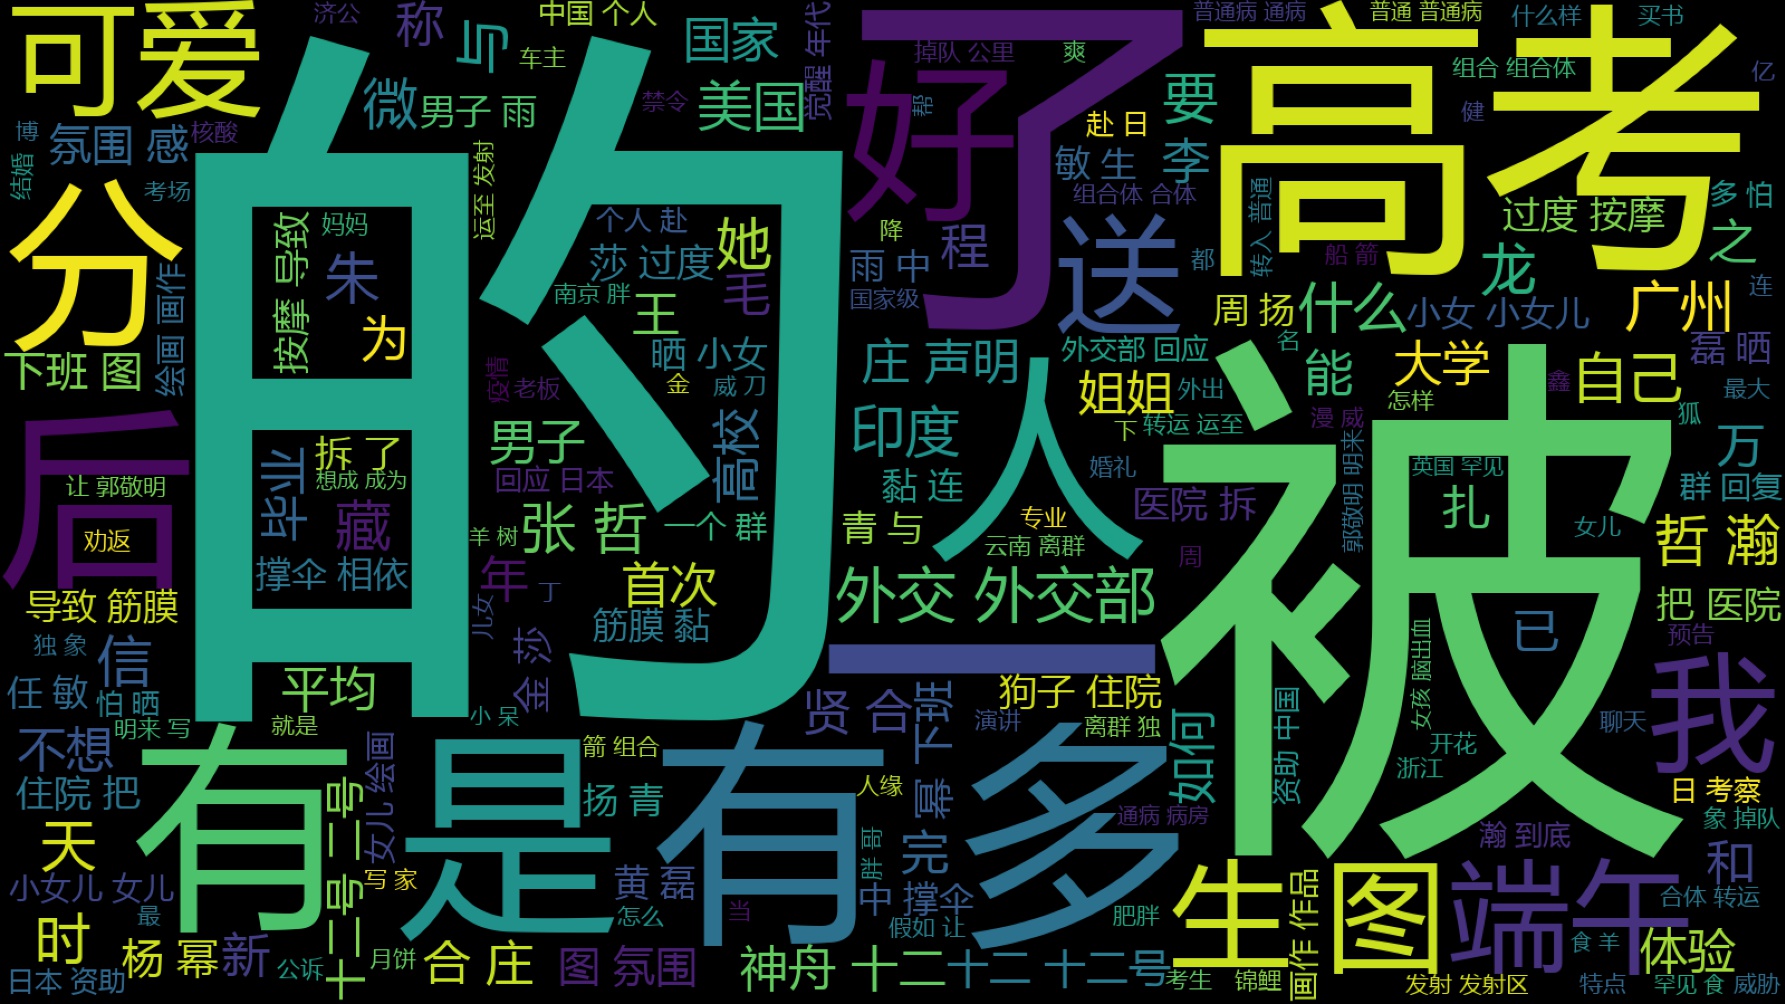 可爱
济公
称
与
中国 个人
车主
国家
觉醒 年代
了
掉队 公里
爽
普通病 通病
普通 普通病
什么样
买书
高考
组合 组合体
亿
微
男子 雨
禁令
美国
好
帮
要
赴 日
健
博
氛围 感
核酸
的
运至 发射
敏 生
李
结婚
考场
分
按摩 导致
妈妈
个人 赴
她
降
程
组合体 合体
送
转入 普通
过度 按摩
多 怕
之
朱
莎 过度
毛
雨 中
都
船 箭
龙
绘画 画作
为
南京 胖
王
国家级
周 扬
什么
小女 小女儿
广州
连
下班 图
疫情
老板
晒 小女
金
威 刀
庄 声明
人
外交部 回应
名
能
大学
鑫
自己
磊 晒
最大
姐姐
外出
怎样
后
毕业
拆 了
男子
高校
印度
下
转运 运至
漫 威
狐
万
让 郭敬明
想成 成为
回应 日本
黏 连
婚礼
郭敬明 明来
英国 罕见
群 回复
劝返
藏
羊 树
张 哲
一个 群
青 与
专业
医院 拆
扎
女儿
哲 瀚
撑伞 相依
年
丁
首次
云南 离群
周
被
导致 筋膜
儿女
筋膜 黏
外交 外交部
已
把 医院
独 象
信
金 莎
一
女孩 脑出血
预告
任 敏
怕 晒
平均
贤 合
下班
狗子 住院
资助 中国
我
明来 写
就是
小 呆
演讲
离群 独
如何
聊天
不想
有
绘画
是
箭 组合
有
幂
多
开花
浙江
住院 把
十二号 二号
女儿
扬 青
人缘
日 考察
天
胖 哥
完
通病 病房
瀚 到底
象 掉队
小女儿 女儿
写 家
黄 磊
中 撑伞
生
图
端午
和
最
怎么
当
假如 让
肥胖
画作 作品
合体 转运
时
杨 幂
新
公诉
月饼
合 庄
图 氛围
神舟 十二
十二 十二号
考生
锦鲤
食 羊
体验
日本 资助
发射 发射区
特点
罕见 食
威胁